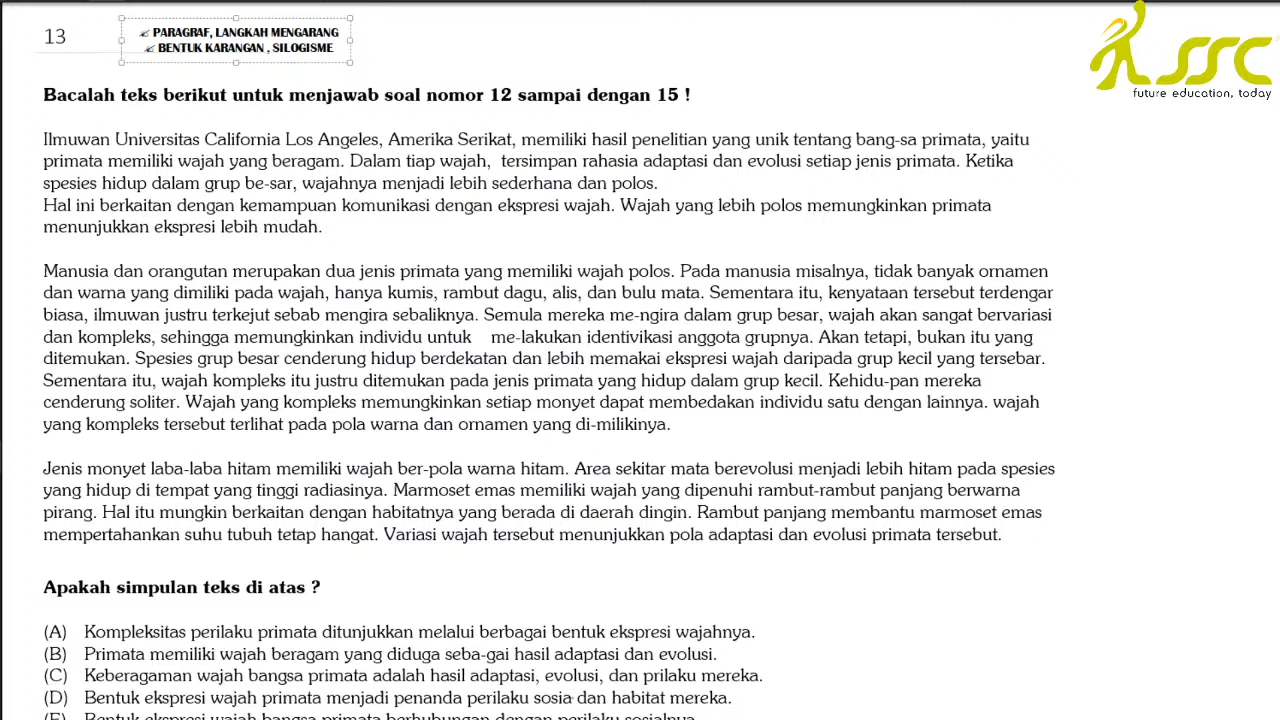 13
PARAGRAF, LANGKAH MENGARANG
BENTUK KARANGAN , SILOGISME
SSC
future education, today
Bacalah teks berikut untuk menjawab soal nomor 12 sampai dengan 15 !
Ilmuwan Universitas California Los Angeles, Amerika Serikat, memiliki hasil penelitian yang unik tentang bang-sa primata, yaitu
primata memiliki wajah yang beragam. Dalam tiap wajah, tersimpan rahasia adaptasi dan evolusi setiap jenis primata. Ketika
spesies hidup dalam grup be-sar, wajahnya menjadi lebih sederhana dan polos.
Hal ini berkaitan dengan kemampuan komunikasi dengan ekspresi wajah. Wajah yang lebih polos memungkinkan primata
menunjukkan ekspresi lebih mudah.
Manusia dan orangutan merupakan dua jenis primata yang memiliki wajah polos. Pada manusia misalnya, tidak banyak ornamen
dan warna yang dimiliki pada wajah, hanya kumis, rambut dagu, alis, dan bulu mata. Sementara itu, kenyataan tersebut terdengar
biasa, ilmuwan justru terkejut sebab mengira sebaliknya. Semula mereka me-ngira dalam grup besar, wajah akan sangat bervariasi
dan kompleks, sehingga memungkinkan individu untuk me-lakukan identivikasi anggota grupnya. Akan tetapi, bukan itu yang
ditemukan. Spesies grup besar cenderung hidup berdekatan dan lebih memakai ekspresi wajah daripada grup kecil yang tersebar.
Sementara itu, wajah kompleks itu justru ditemukan pada jenis primata yang hidup dalam grup kecil. Kehidu-pan mereka
cenderung soliter. Wajah yang kompleks memungkinkan setiap monyet dapat membedakan individu satu dengan lainnya. wajah
yang kompleks tersebut terlihat pada pola warna dan ornamen yang di-milikinya.
Jenis monyet laba-laba hitam memiliki wajah ber-pola warna hitam. Area sekitar mata berevolusi menjadi lebih hitam pada spesies
yang hidup di tempat yang tinggi radiasinya. Marmoset emas memiliki wajah yang dipenuhi rambut-rambut panjang berwarna
pirang. Hal itu mungkin berkaitan dengan habitatnya yang berada di daerah dingin. Rambut panjang membantu marmoset emas
mempertahankan suhu tubuh tetap hangat. Variasi wajah tersebut menunjukkan pola adaptasi dan evolusi primata tersebut.
Apakah simpulan teks di atas ?
(A) Kompleksitas perilaku primata ditunjukkan melalui berbagai bentuk ekspresi wajahnya.
(B) Primata memiliki wajah beragam yang diduga seba-gai hasil adaptasi dan evolusi.
(C) Keberagaman wajah bangsa primata adalah hasil adaptasi, evolusi, dan prilaku mereka.
(D) Bentuk ekspresi wajah primata menjadi penanda perilaku sosia- dan habitat mereka.
(E) Bentuk ekspresi wajah bangsa primata berhubungan dengan perilaku sosialnya.